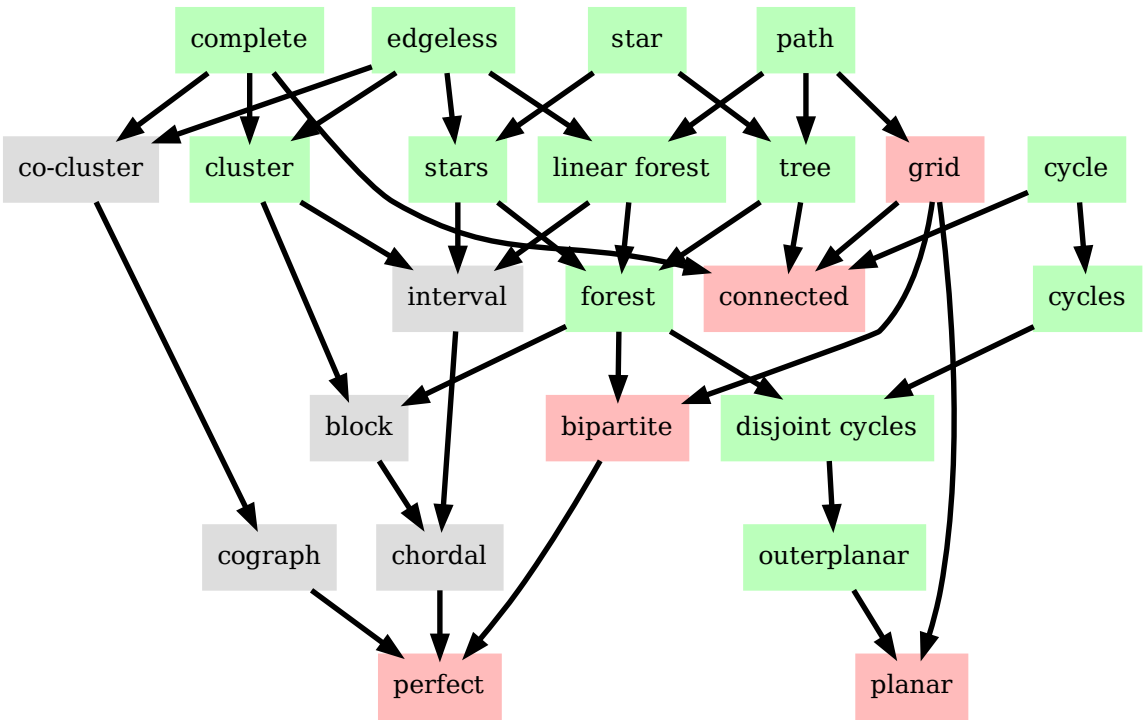 complete
edgeless
star
path
co-cluster
cluster
stars
linear forest
tree
grid
cycle
interval
forest
connected
cycles
block
bipartite
disjoint cycles
cograph
chordal
outerplanar
perfect
planar